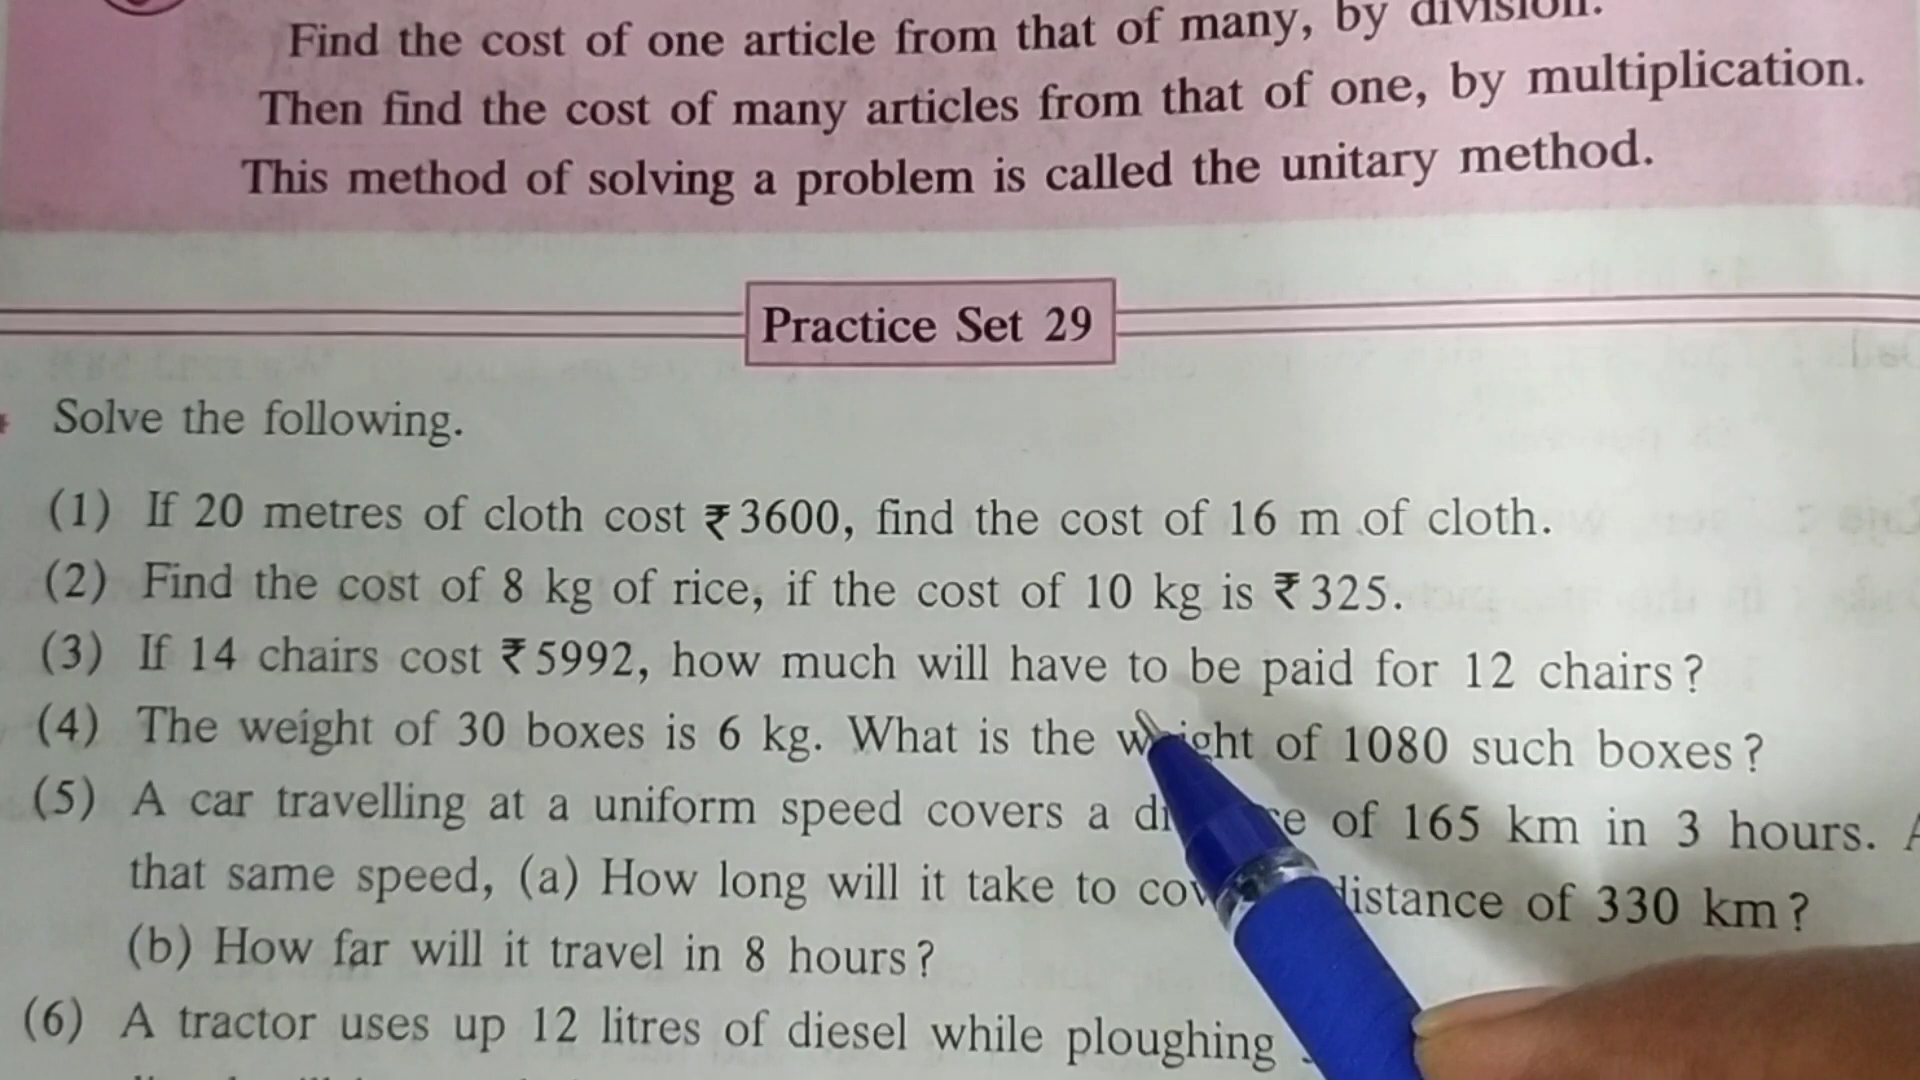 Find the cost of one article from that of many, by division.
Then find the cost of many articles from that of one, by multiplication.
This method of solving a problem is called the unitary method.
Practice Set 29
Solve the following.
(1) If 20 metres of cloth cost ₹3600, find the cost of 16 m of cloth.
(2) Find the cost of 8 kg of rice, if the cost of 10 kg is ₹325.
(3) If 14 chairs cost ₹5992, how much will have to be paid for 12 chairs?
(4) The weight of 30 boxes is 6 kg. What is the weight of 1080 such boxes?
(5) A car travelling at a uniform speed covers a of 165 km in 3 hours.
that same speed, (a) How long will it take to distance of 330 km?
(b) How far will it travel in 8 hours?
(6) A tractor uses up 12 litres of diesel while ploughing